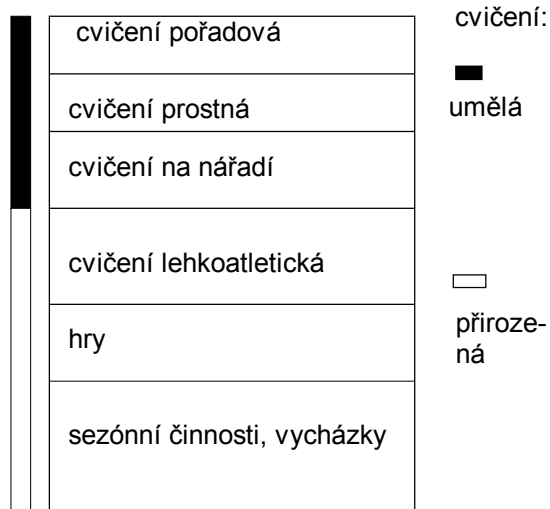 cvičení pořadová
cvičení prostná
cvičení na nářadí
cvičení lehkoatletická
hry
sezónní činnosti, vycházky
cvičení:
umělá
přiroze-
ná